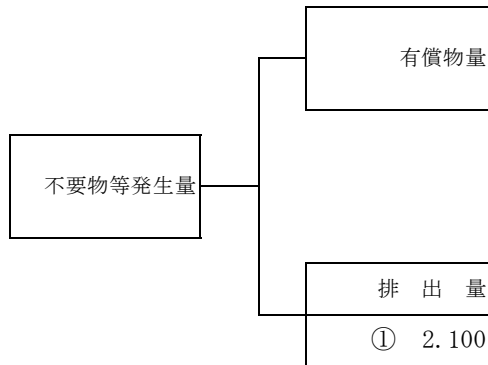 有償物量
不要物等発生量
排 出 量
① 2.100